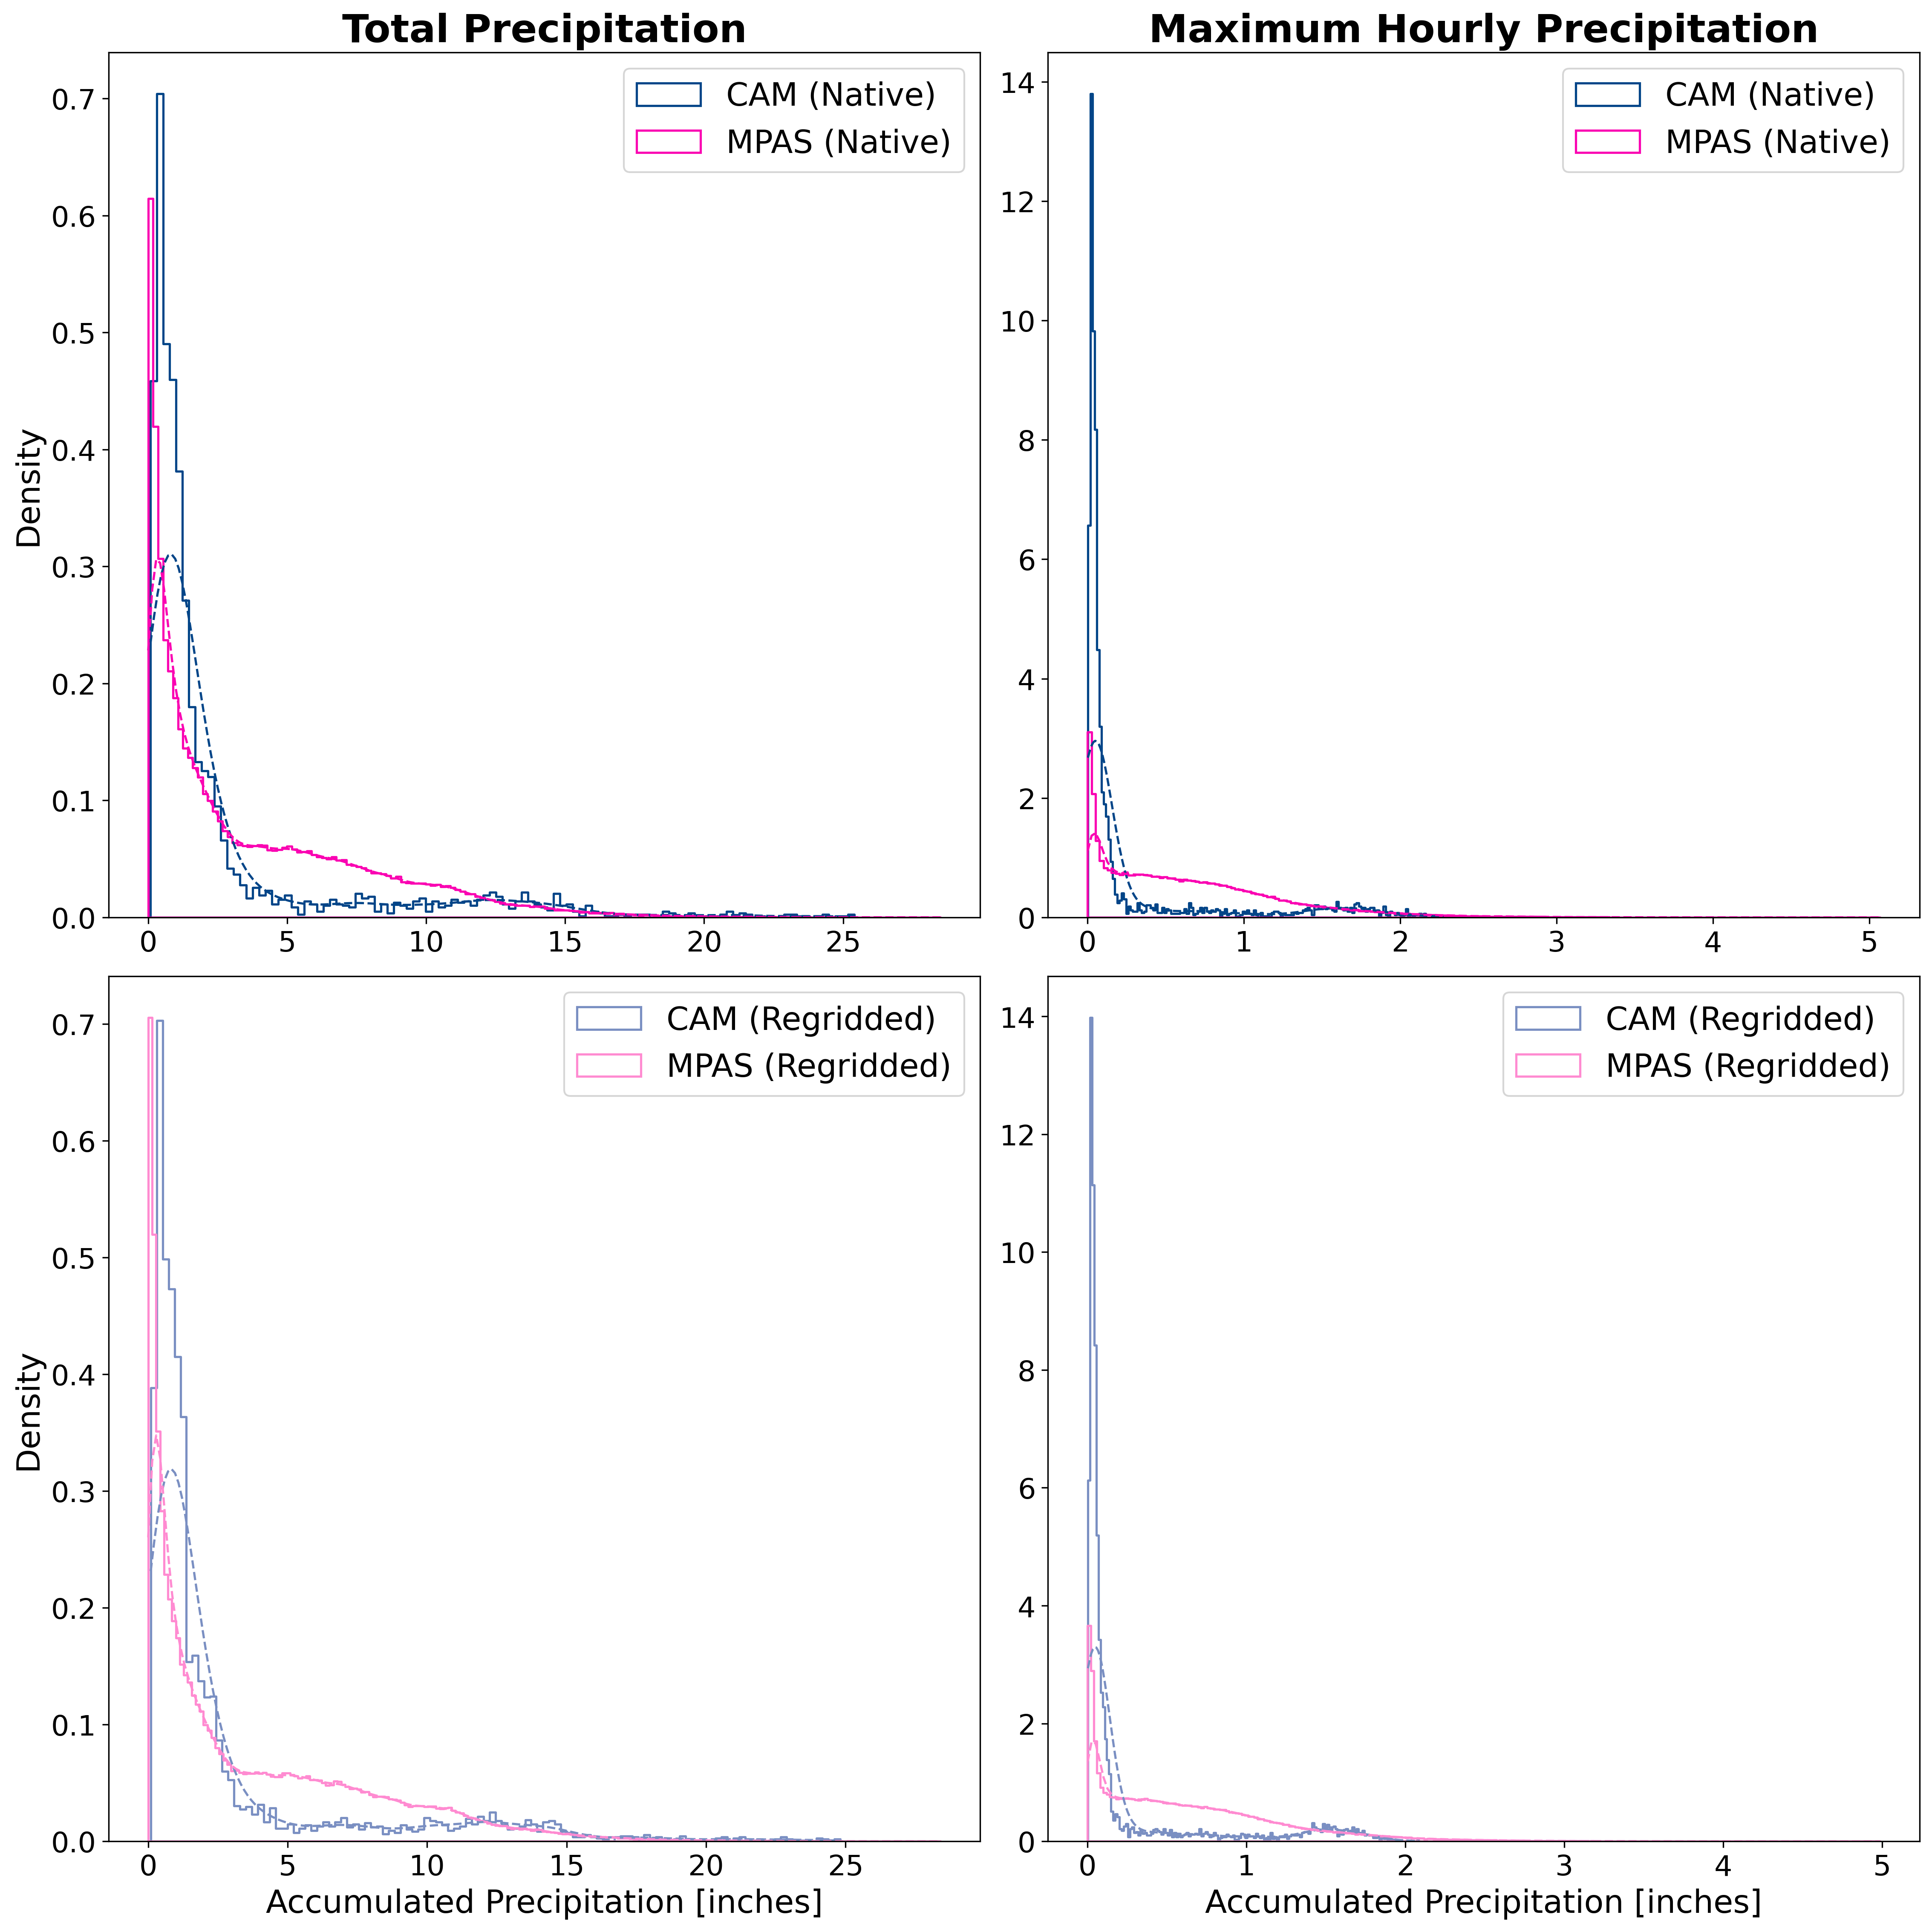 Total Precipitation
Maximum Hourly Precipitation
CAM (Native)
MPAS (Native)
CAM (Native)
MPAS (Native)
Density
0.7
0.6
0.5
0.4
0.3
0.2
0.1
0.0
0 5 10 15 20 25
14
12
10
8
6
4
2
0
0 1 2 3 4 5
CAM (Regridded)
MPAS (Regridded)
CAM (Regridded)
MPAS (Regridded)
Density
0.7
0.6
0.5
0.4
0.3
0.2
0.1
0.0
0 5 10 15 20 25
Accumulated Precipitation [inches]
14
12
10
8
6
4
2
0
0 1 2 3 4 5
Accumulated Precipitation [inches]